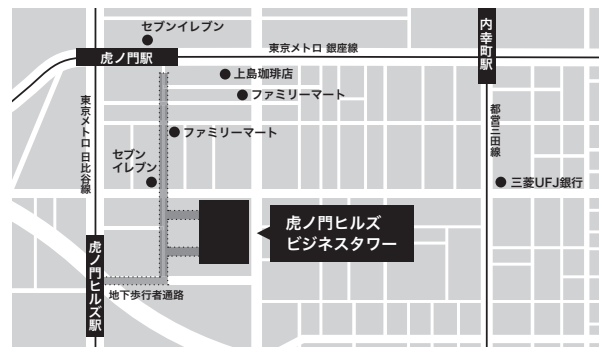 セブンイレブン
内幸町駅
東京メトロ 銀座線
虎ノ門駅
上島珈琲店
ファミリーマート
東京メトロ 日比谷線
都営三田線
ファミリーマート
セブン
イレブン
三菱UFJ銀行
虎ノ門ヒルズ
ビジネスタワー
虎ノ門ヒルズ駅
地下歩行者通路